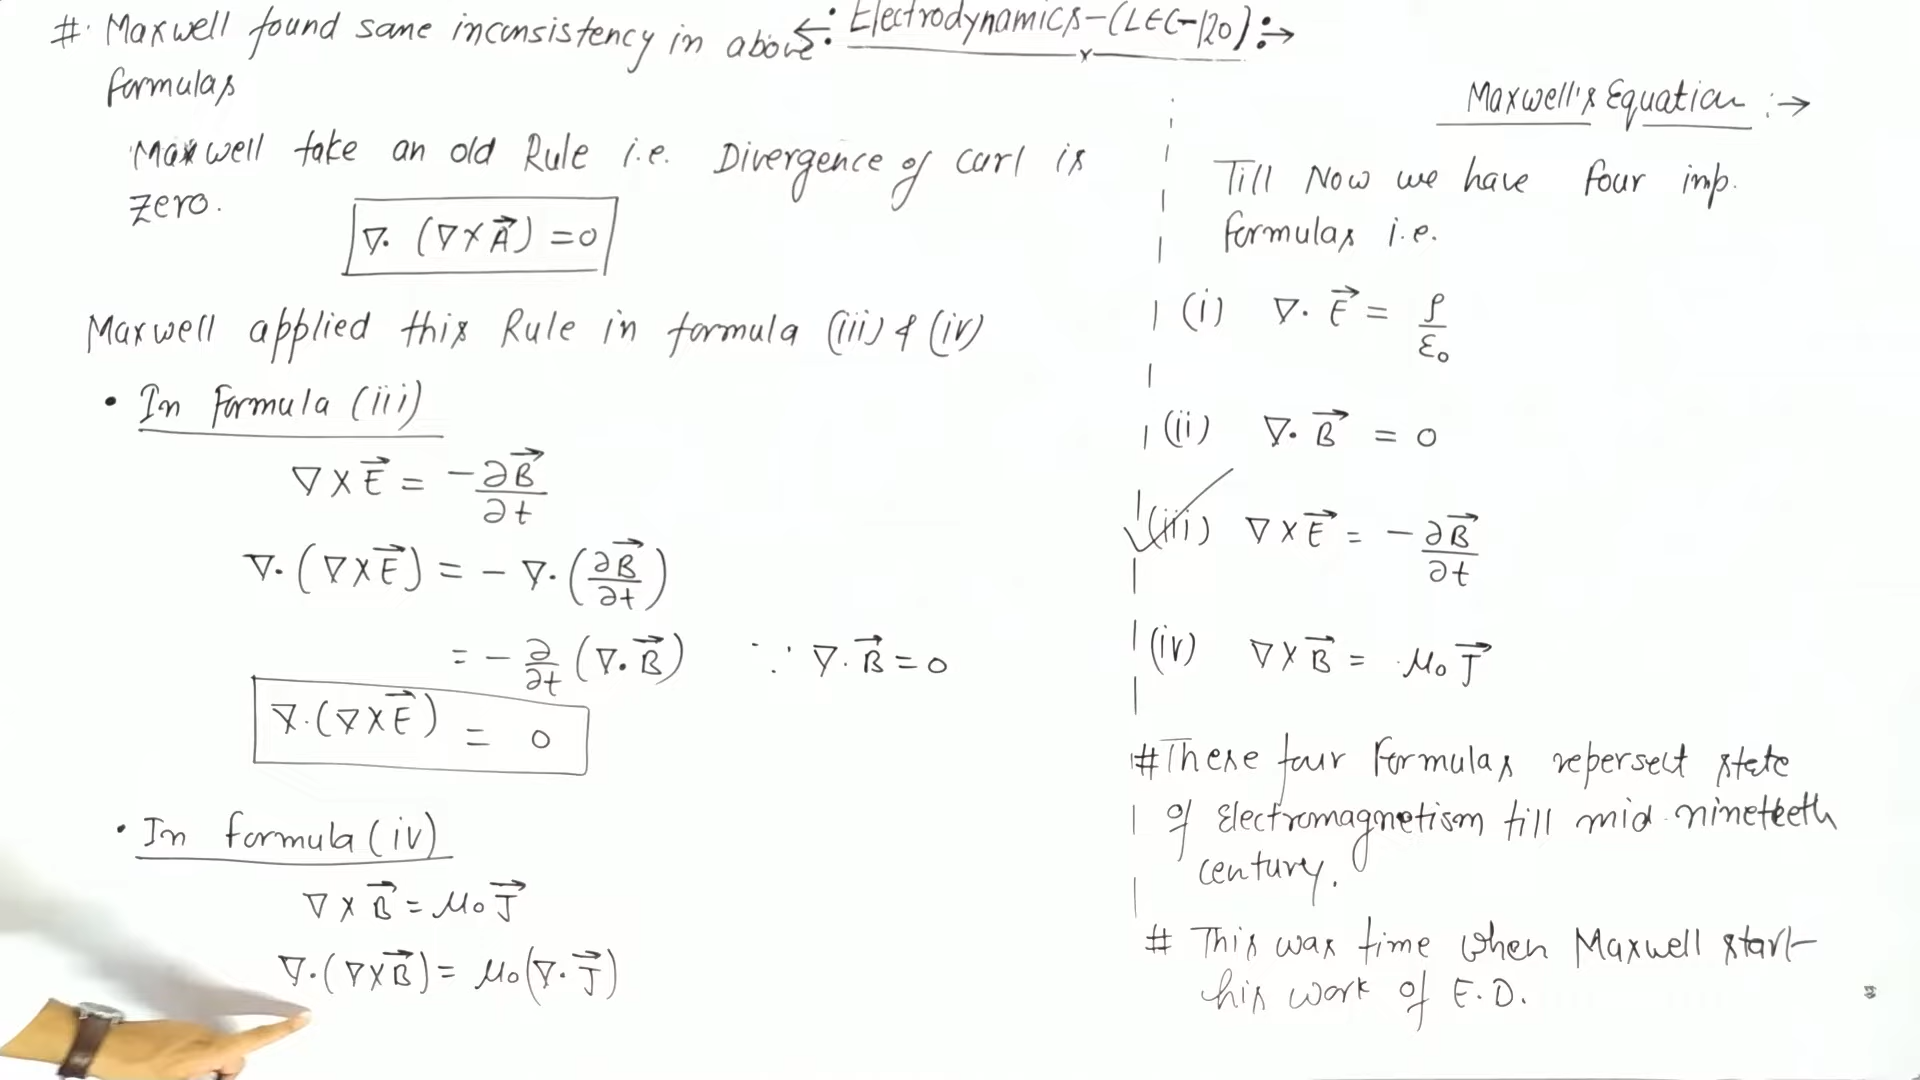 :Electrodynamics-(LEC-120):→
# Maxwell found some inconsistency in above
formulas
Maxwell take an old Rule i.e. Divergence of curl is
zero.
∇·(∇×A⃗)=0
Maxwell applied this Rule in formula (iii) & (iv)
• In formula (iii)
∇×E⃗ = -∂B⃗/∂t
∇·(∇×E⃗) = -∇·(∂B⃗/∂t)
= -∂/∂t (∇·B⃗) ∵ ∇·B⃗=0
∇·(∇×E⃗) = 0
• In formula (iv)
∇×B⃗ = μ₀J⃗
∇·(∇×B⃗) = μ₀(∇·J⃗)
Maxwell's Equation :→
Till Now we have four imp.
formulas i.e.
(i) ∇·E⃗ = ρ/ε₀
(ii) ∇·B⃗ = 0
(iii) ∇×E⃗ = -∂B⃗/∂t
(iv) ∇×B⃗ = μ₀J⃗
# These four formulas repersect state
of Electromagnetism till mid nineteeth
century.
# This was time when Maxwell start
his work of E.D.